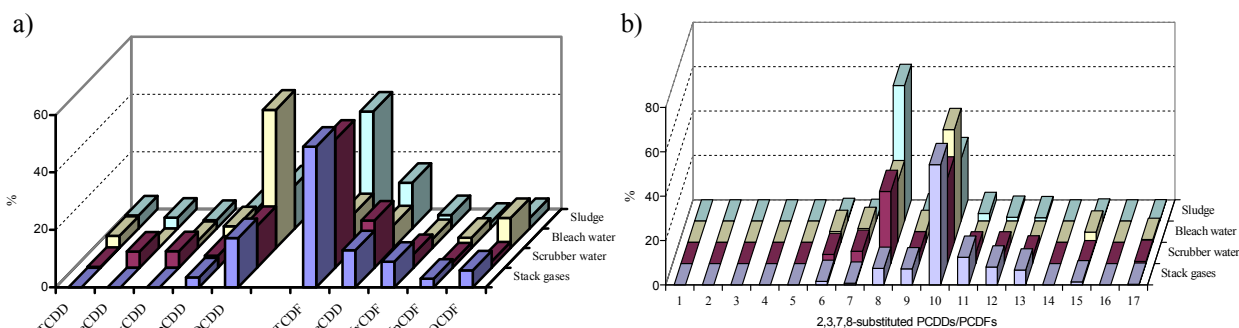 a)
60
40
20
0
%
TCDD
TCDF
Sludge
Bleach water
Scrubber water
Stack gases
b)
80
60
40
20
0
%
1 2 3 4 5 6 7 8 9 10 11 12 13 14 15 16 17
2,3,7,8-substituted PCDDs/PCDFs
Sludge
Bleach water
Scrubber water
Stack gases